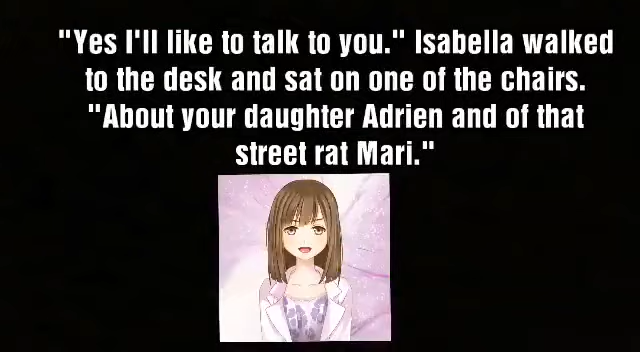 "Yes I'll like to talk to you." Isabella walked
to the desk and sat on one of the chairs.
"About your daughter Adrien and of that
street rat Mari."